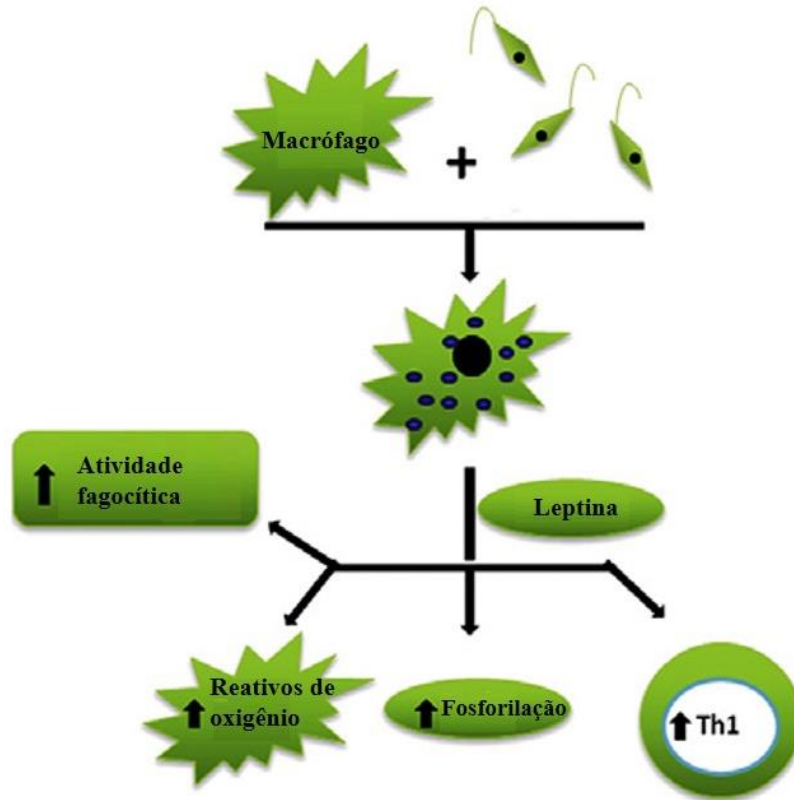 Macrófago
+
Atividade
fagocítica
Leptina
Reativos de
oxigênio
Fosforilação
Th1